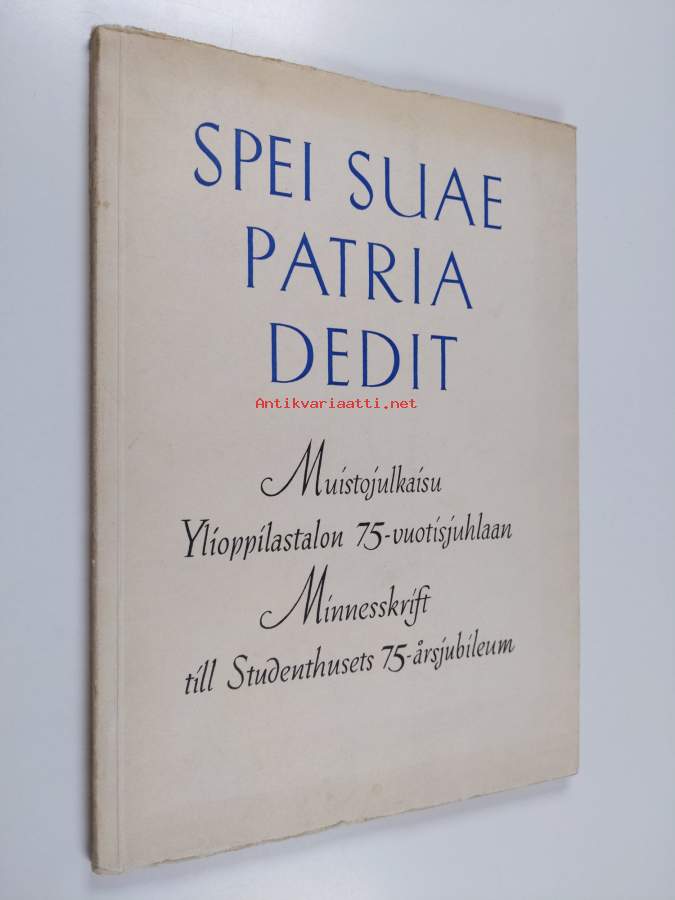 SPEI SUAE
PATRIA
DEDIT
Antikvariaatti.net
Muistojulkaisu
Ylioppilastalon 75-vuotisjuhlaan
Minnesskrift
till Studenthusets 75-årsjubileum